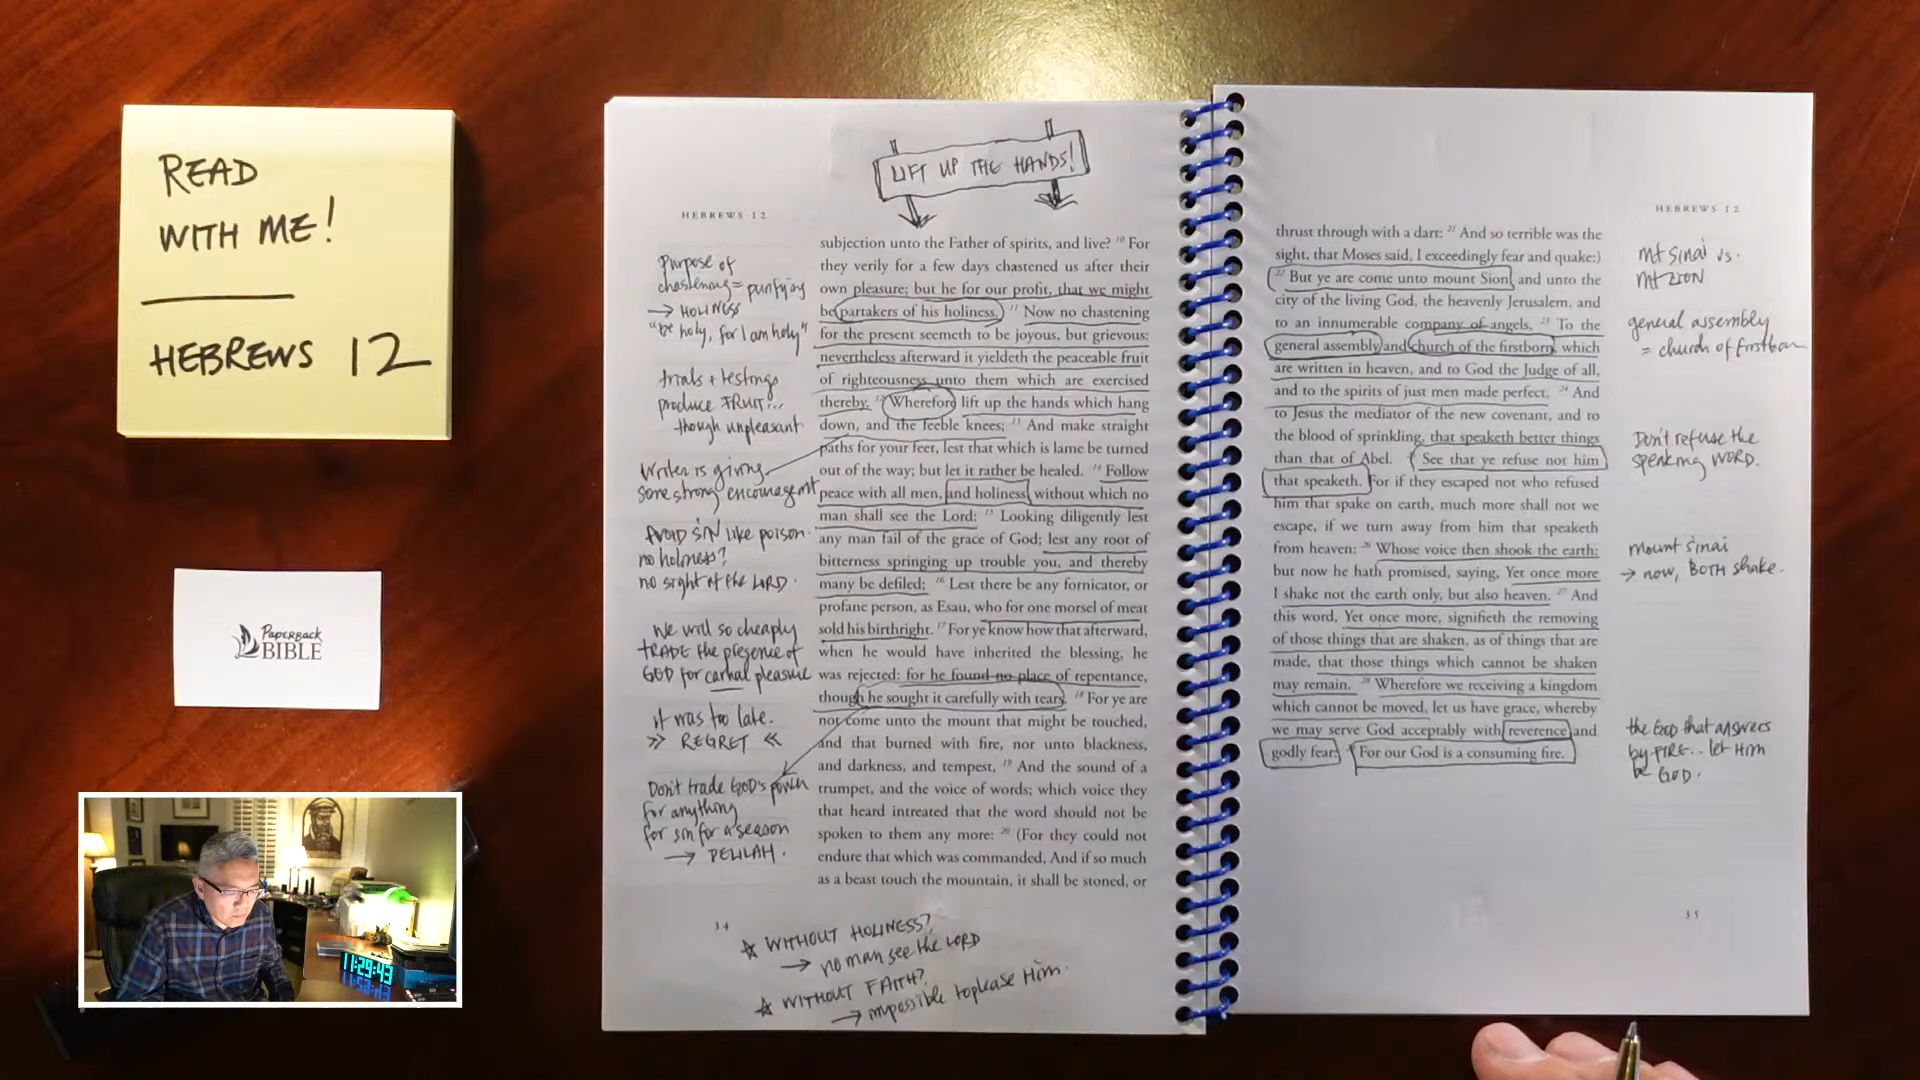 READ
WITH ME!
HEBREWS 12
Paperback
BIBLE
11:29:43
LIFT UP THE HANDS!
HEBREWS 12
subjection unto the Father of spirits, and live? 10 For
they verily for a few days chastened us after their
own pleasure; but he for our profit, that we might
be partakers of his holiness. 11 Now no chastening
for the present seemeth to be joyous, but grievous:
nevertheless afterward it yieldeth the peaceable fruit
of righteousness unto them which are exercised
thereby. 12 Wherefore lift up the hands which hang
down, and the feeble knees; 13 And make straight
paths for your feet, lest that which is lame be turned
out of the way; but let it rather be healed. 14 Follow
peace with all men, and holiness, without which no
man shall see the Lord: 15 Looking diligently lest
any man fail of the grace of God; lest any root of
bitterness springing up trouble you, and thereby
many be defiled; 16 Lest there be any fornicator, or
profane person, as Esau, who for one morsel of meat
sold his birthright. 17 For ye know how that afterward,
when he would have inherited the blessing, he
was rejected: for he found no place of repentance,
though he sought it carefully with tears. 18 For ye are
not come unto the mount that might be touched,
and that burned with fire, nor unto blackness,
and darkness, and tempest, 19 And the sound of a
trumpet, and the voice of words; which voice they
that heard intreated that the word should not be
spoken to them any more: 20 (For they could not
endure that which was commanded, And if so much
as a beast touch the mountain, it shall be stoned, or
Purpose of
chastening = purifying
→ HOLINESS
"be holy, for I am holy"
trials + testings
produce FRUIT...
though unpleasant.
Writer is giving
some strong encouragemt
AVOID SIN like poison.
no holiness?
no sight of the LORD.
We will so cheaply
TRADE the presence of
GOD for carnal pleasure
it was too late.
» REGRET «
Don't trade GOD's power
for anything
for sin for a season
→ DELILAH.
34
☆ WITHOUT HOLINESS?
→ no man see the LORD
☆ WITHOUT FAITH?
→ impossible to please Him.
HEBREWS 12
thrust through with a dart: 21 And so terrible was the
sight, that Moses said, I exceedingly fear and quake:)
22 But ye are come unto mount Sion, and unto the
city of the living God, the heavenly Jerusalem, and
to an innumerable company of angels, 23 To the
general assembly and church of the firstborn, which
are written in heaven, and to God the Judge of all,
and to the spirits of just men made perfect, 24 And
to Jesus the mediator of the new covenant, and to
the blood of sprinkling, that speaketh better things
than that of Abel. 25 See that ye refuse not him
that speaketh. For if they escaped not who refused
him that spake on earth, much more shall not we
escape, if we turn away from him that speaketh
from heaven: 26 Whose voice then shook the earth:
but now he hath promised, saying, Yet once more
I shake not the earth only, but also heaven. 27 And
this word, Yet once more, signifieth the removing
of those things that are shaken, as of things that are
made, that those things which cannot be shaken
may remain. 28 Wherefore we receiving a kingdom
which cannot be moved, let us have grace, whereby
we may serve God acceptably with reverence and
godly fear: 29 For our God is a consuming fire.
Mt Sinai vs.
Mt ZION
general assembly
= church of firstborn
Don't refuse the
speaking WORD.
mount sinai
→ now, BOTH shake.
the GOD that answers
by FIRE.. let Him
be GOD.
35